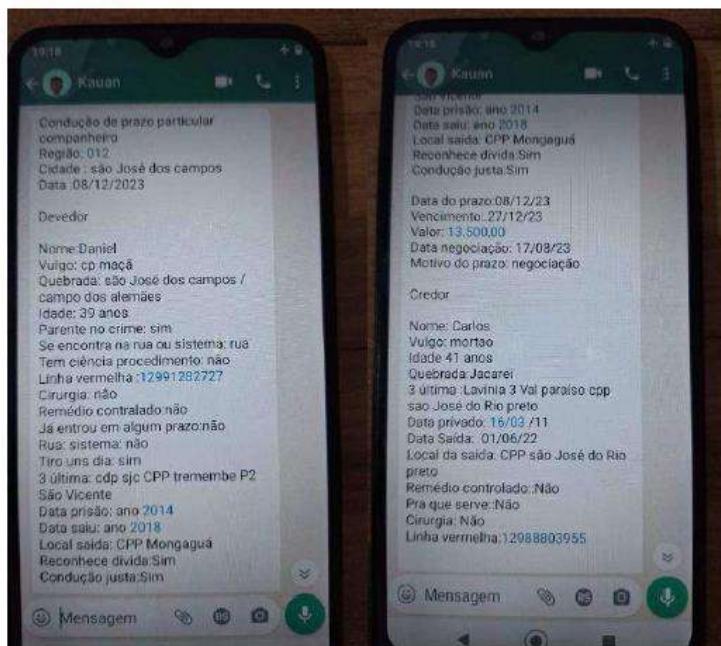 19:18
Kauan
Condução de prazo particular
companheiro
Região: 012
Cidade : são José dos campos
Data :08/12/2023
Devedor
Nome:Daniel
Vulgo: cp maçã
Quebrada: são José dos campos /
campo dos alemães
Idade: 39 anos
Parente no crime: sim
Se encontra na rua ou sistema: rua
Tem ciência procedimento: não
Linha vermelha :12991282727
Cirurgia: não
Remédio contralado:não
Ja entrou em algum prazo:não
Rua: sistema: não
Tiro uns dia: sim
3 última: cdp sjc CPP tremembe P2
São Vicente
Data prisão: ano 2014
Data saiu: ano 2018
Local saida: CPP Mongaguá
Reconhece divida:Sim
Condução justa:Sim
Mensagem
19:18
Kauan
São Vicente
Data prisão: ano 2014
Data saiu: ano 2018
Local saida: CPP Mongaguá
Reconhece divida:Sim
Condução justa:Sim
Data do prazo:08/12/23
Vencimento:.27/12/23
Valor: 13.500,00
Data negociação: 17/08/23
Motivo do prazo: negociação
Credor
Nome: Carlos
Vulgo: mortao
Idade 41 anos
Quebrada:Jacarei
3 última :Lavínia 3 Val paraiso cpp
sao José do Rio preto
Data privado: 16/03 /11
Data Saída: 01/06/22
Local da saida: CPP são José do Rio
preto
Remédio controlado::Não
Pra que serve::Não
Cirurgia: Não
Linha vermelha:12988803955
Mensagem